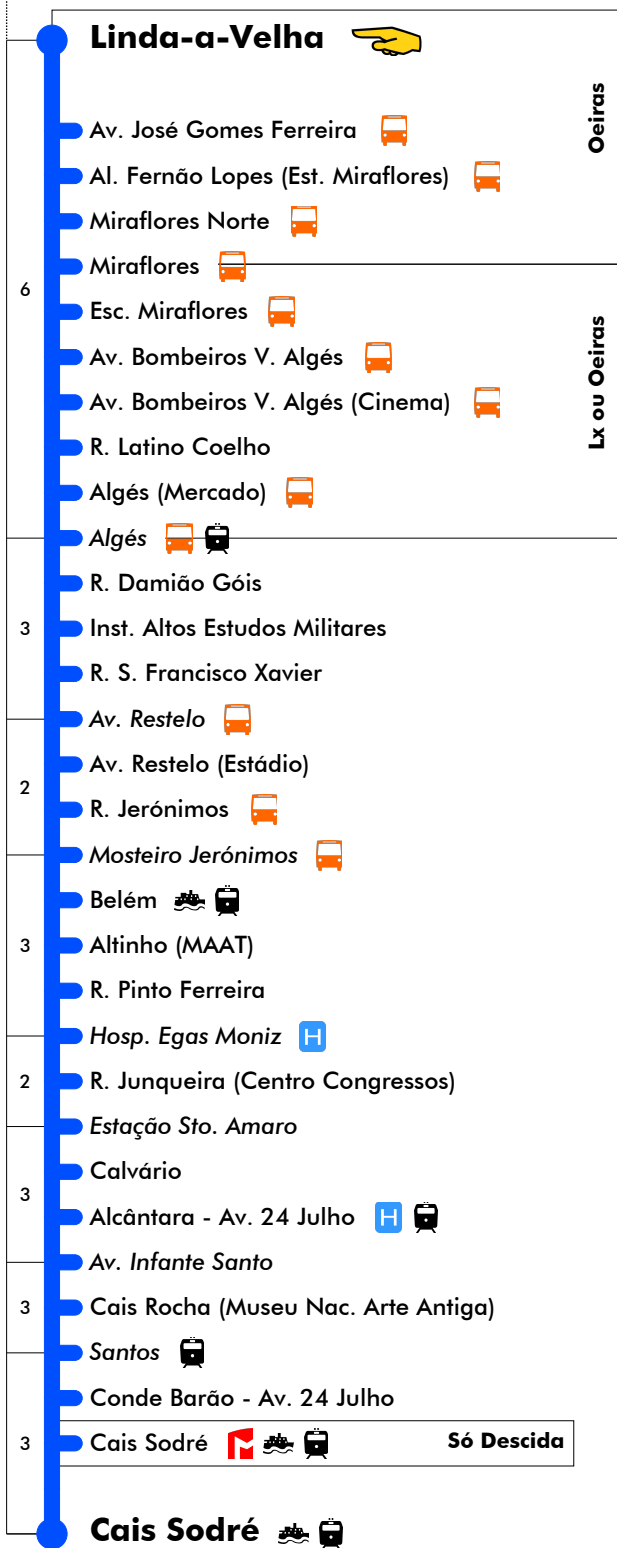 Linda-a-Velha
Oeiras
Av. José Gomes Ferreira
Al. Fernão Lopes (Est. Miraflores)
Miraflores Norte
Miraflores
6
Esc. Miraflores
Lx ou Oeiras
Av. Bombeiros V. Algés
Av. Bombeiros V. Algés (Cinema)
R. Latino Coelho
Algés (Mercado)
Algés
R. Damião Góis
3
Inst. Altos Estudos Militares
R. S. Francisco Xavier
Av. Restelo
Av. Restelo (Estádio)
2
R. Jerónimos
Mosteiro Jerónimos
Belém
3
Altinho (MAAT)
R. Pinto Ferreira
Hosp. Egas Moniz
H
2
R. Junqueira (Centro Congressos)
Estação Sto. Amaro
Calvário
3
Alcântara - Av. 24 Julho
H
Av. Infante Santo
3
Cais Rocha (Museu Nac. Arte Antiga)
Santos
Conde Barão - Av. 24 Julho
3
Cais Sodré
Só Descida
Cais Sodré